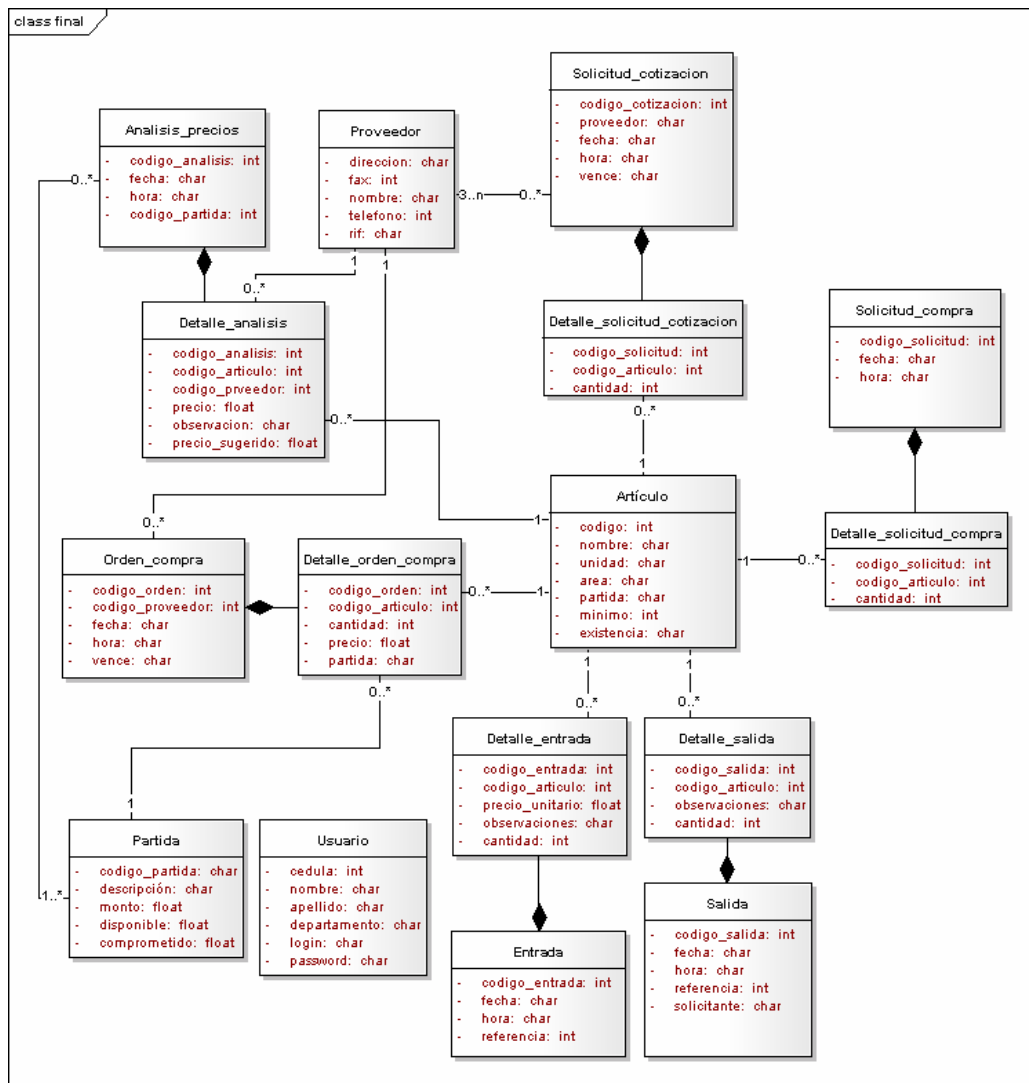 class final
Solicitud_cotizacion
- codigo_cotizacion: int
- proveedor: char
- fecha: char
- hora: char
- vence: char
Analisis_precios
- codigo_analisis: int
- fecha: char
- hora: char
- codigo_partida: int
Proveedor
- direccion: char
- fax: int
- nombre: char
- telefono: int
- rif: char
0..*
3..n
0..*
1
1
0..*
Detalle_analisis
- codigo_analisis: int
- codigo_articulo: int
- codigo_prveedor: int
- precio: float
- observacion: char
- precio_sugerido: float
Detalle_solicitud_cotizacion
- codigo_solicitud: int
- codigo_articulo: int
- cantidad: int
Solicitud_compra
- codigo_solicitud: int
- fecha: char
- hora: char
0..*
0..*
1
Artículo
- codigo: int
- nombre: char
- unidad: char
- area: char
- partida: char
- minimo: int
- existencia: char
1
1
1
0..*
Detalle_solicitud_compra
- codigo_solicitud: int
- codigo_articulo: int
- cantidad: int
0..*
Orden_compra
- codigo_orden: int
- codigo_proveedor: int
- fecha: char
- hora: char
- vence: char
Detalle_orden_compra
- codigo_orden: int
- codigo_articulo: int
- cantidad: int
- precio: float
- partida: char
0..*
0..*
1
1
1
0..*
0..*
Detalle_entrada
- codigo_entrada: int
- codigo_articulo: int
- precio_unitario: float
- observaciones: char
- cantidad: int
Detalle_salida
- codigo_salida: int
- codigo_articulo: int
- observaciones: char
- cantidad: int
Partida
- codigo_partida: char
- descripción: char
- monto: float
- disponible: float
- comprometido: float
1..*
Usuario
- cedula: int
- nombre: char
- apellido: char
- departamento: char
- login: char
- password: char
Entrada
- codigo_entrada: int
- fecha: char
- hora: char
- referencia: int
Salida
- codigo_salida: int
- fecha: char
- hora: char
- referencia: int
- solicitante: char